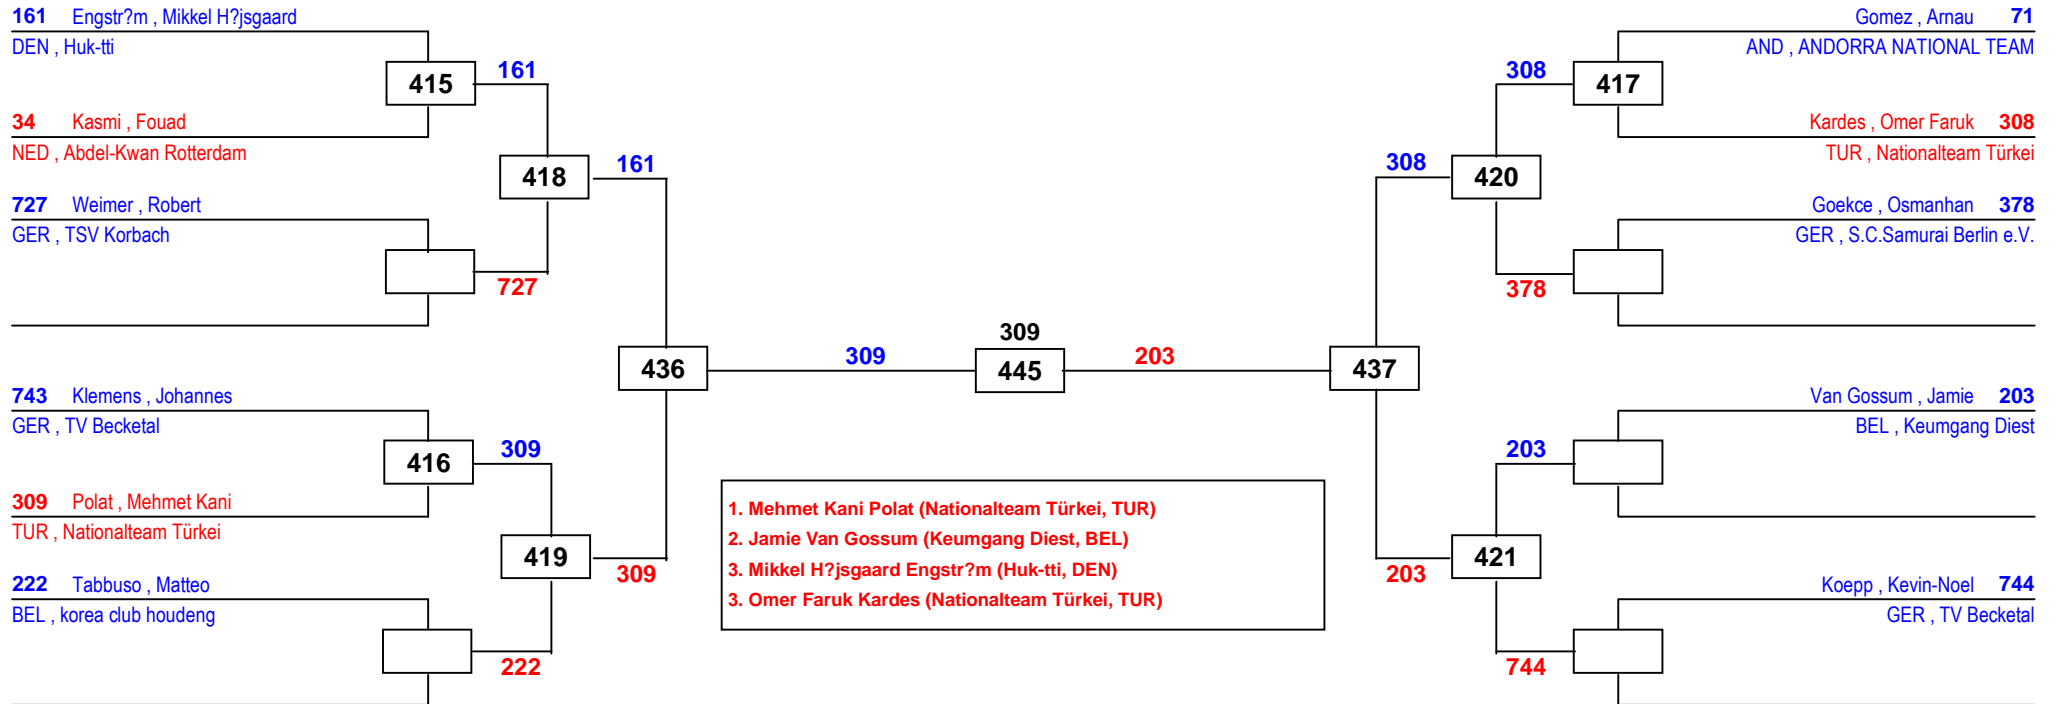 161 Engstr?m , Mikkel H?jsgaard
DEN , Huk-tti
415
161
34 Kasmi , Fouad
NED , Abdel-Kwan Rotterdam
418
161
727 Weimer , Robert
GER , TSV Korbach
727
436
309
743 Klemens , Johannes
GER , TV Becketal
416
309
309 Polat , Mehmet Kani
TUR , Nationalteam Türkei
419
309
222 Tabbuso , Matteo
BEL , korea club houdeng
222
309
445
203
1. Mehmet Kani Polat (Nationalteam Türkei, TUR)
2. Jamie Van Gossum (Keumgang Diest, BEL)
3. Mikkel H?jsgaard Engstr?m (Huk-tti, DEN)
3. Omer Faruk Kardes (Nationalteam Türkei, TUR)
Gomez , Arnau 71
AND , ANDORRA NATIONAL TEAM
308
417
Kardes , Omer Faruk 308
TUR , Nationalteam Türkei
308
420
Goekce , Osmanhan 378
GER , S.C.Samurai Berlin e.V.
378
437
Van Gossum , Jamie 203
BEL , Keumgang Diest
203
421
203
Koepp , Kevin-Noel 744
GER , TV Becketal
744